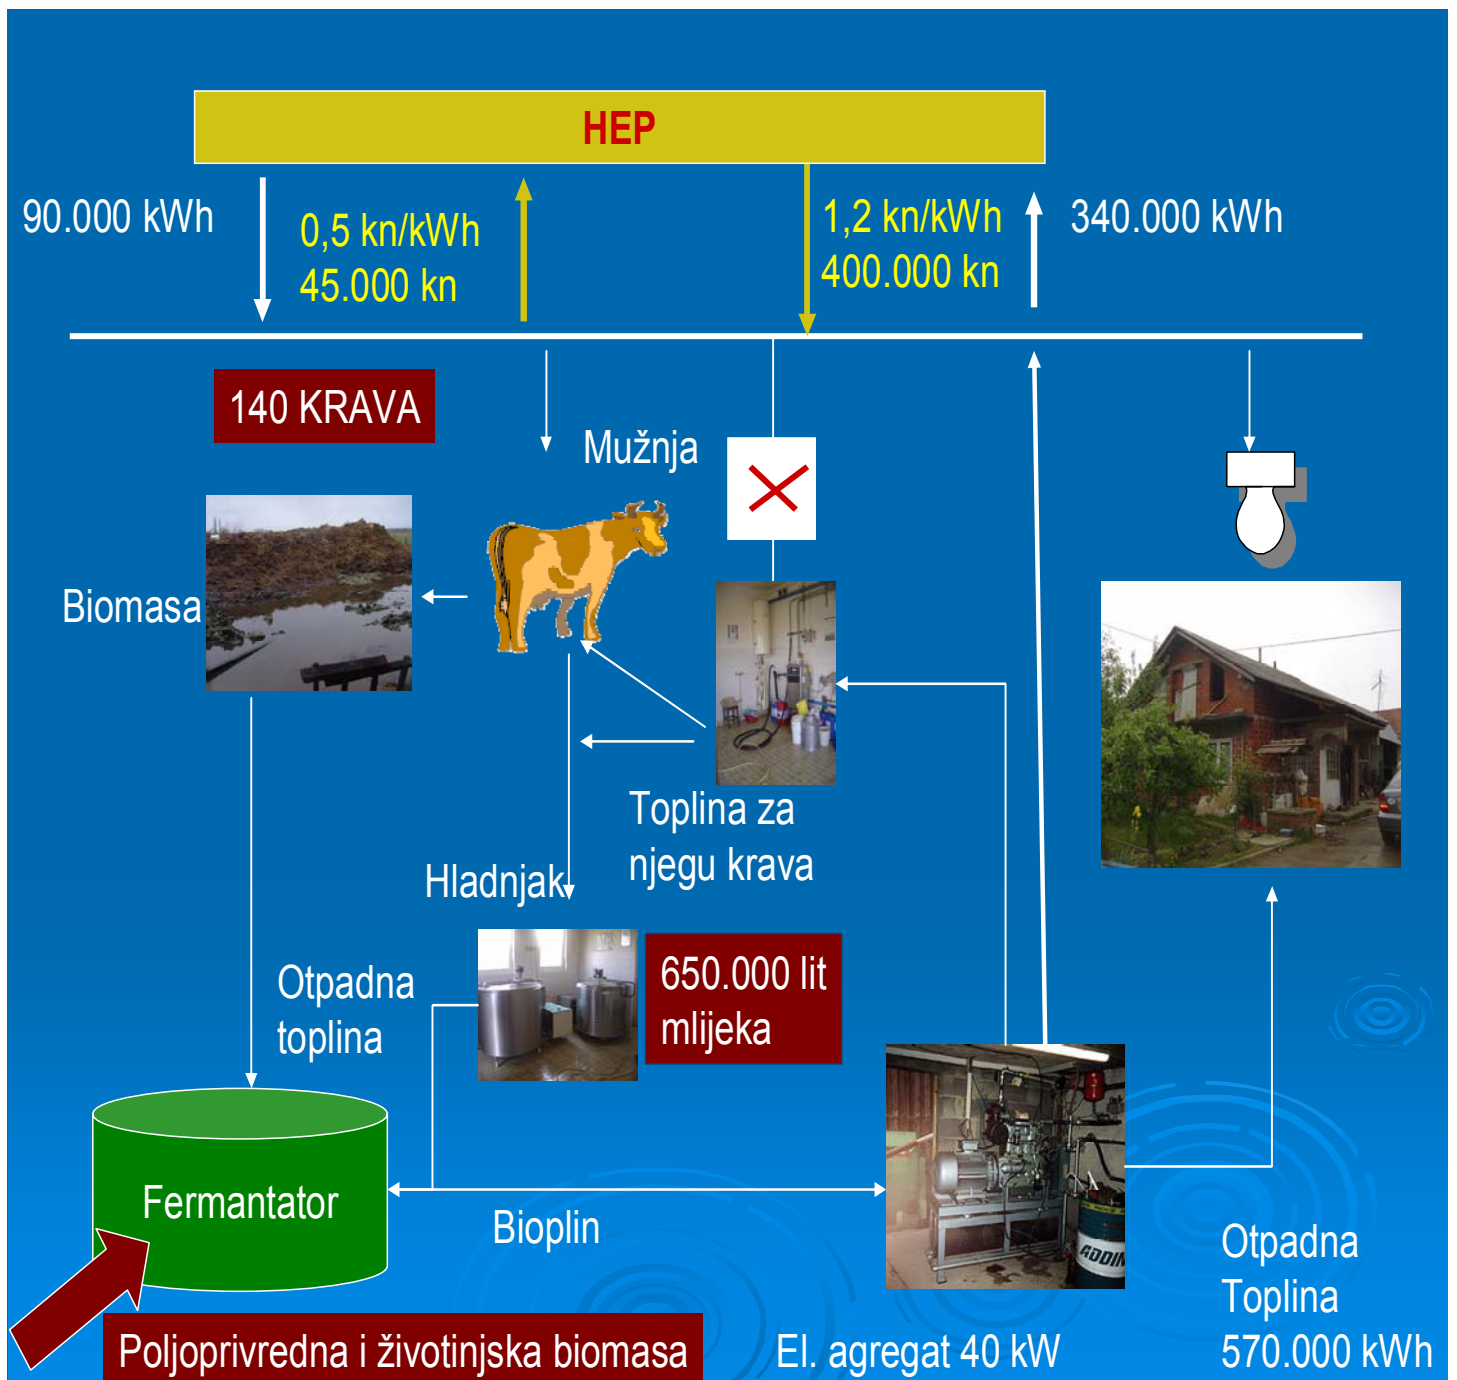 HEP
90.000 kWh
0,5 kn/kWh
45.000 kn
1,2 kn/kWh
400.000 kn
340.000 kWh
140 KRAVA
Mužnja
Biomasa
Toplina za
njegu krava
Hladnjak
650.000 lit
mlijeka
Otpadna
toplina
Fermantator
Bioplin
ADDIN
Otpadna
Toplina
570.000 kWh
Poljoprivredna i životinjska biomasa
El. agregat 40 kW